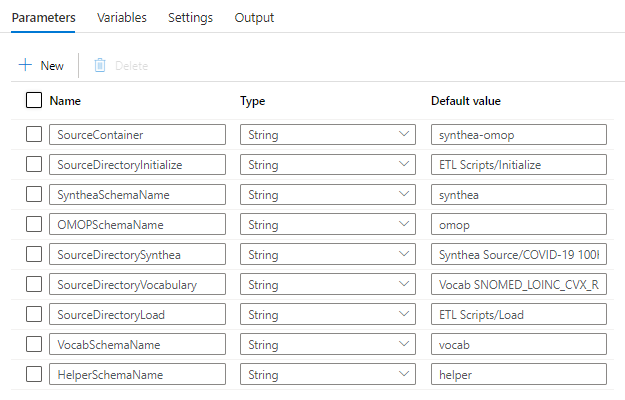 Parameters Variables Settings Output
New Delete
Name Type Default value
SourceContainer String synthea-omop
SourceDirectoryInitialize String ETL Scripts/Initialize
SyntheaSchemaName String synthea
OMOPSchemaName String omop
SourceDirectorySynthea String Synthea Source/COVID-19 100
SourceDirectoryVocabulary String Vocab SNOMED_LOINC_CVX_R
SourceDirectoryLoad String ETL Scripts/Load
VocabSchemaName String vocab
HelperSchemaName String helper